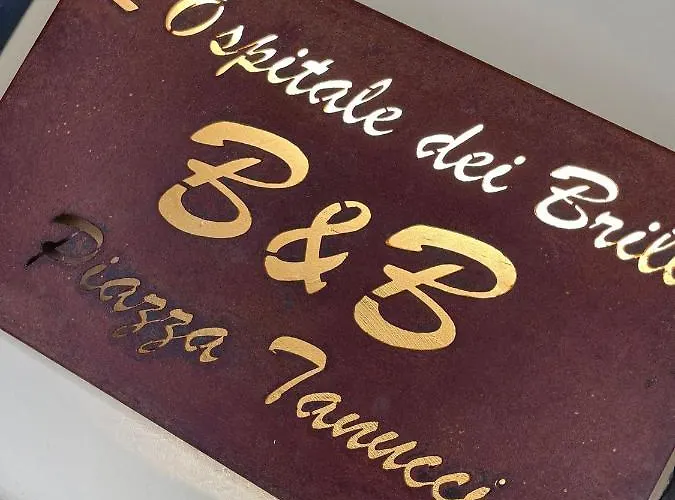 L'Ospitale dei Brill
B&B
Piazza Tanucci